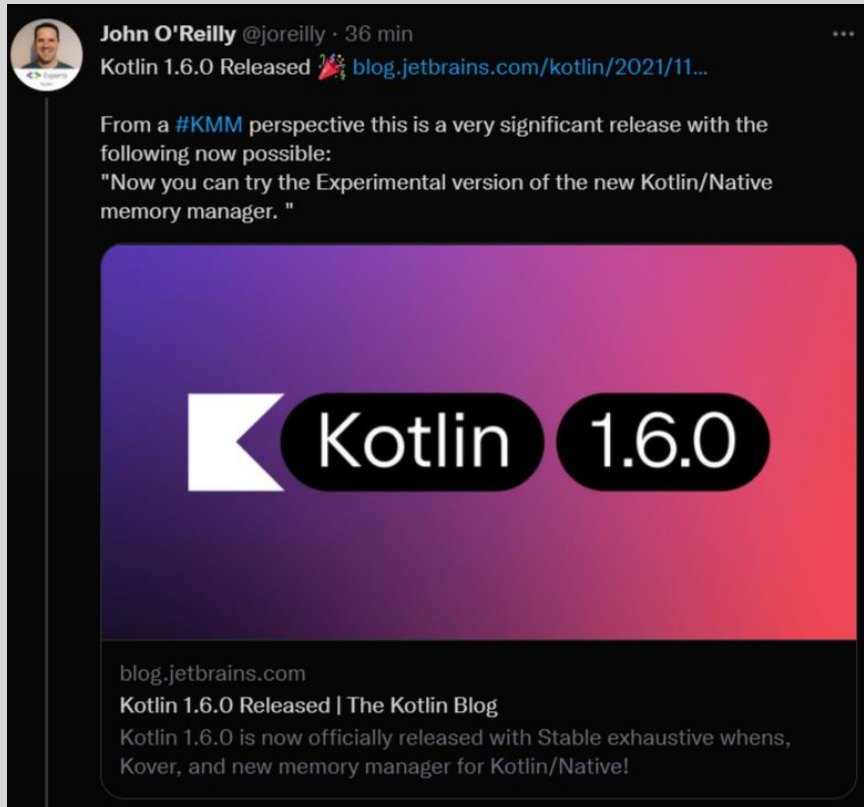 John O'Reilly @joreilly · 36 min
Kotlin 1.6.0 Released 🎉 blog.jetbrains.com/kotlin/2021/11...
From a #KMM perspective this is a very significant release with the
following now possible:
"Now you can try the Experimental version of the new Kotlin/Native
memory manager. "
Kotlin 1.6.0
blog.jetbrains.com
Kotlin 1.6.0 Released | The Kotlin Blog
Kotlin 1.6.0 is now officially released with Stable exhaustive whens,
Kover, and new memory manager for Kotlin/Native!